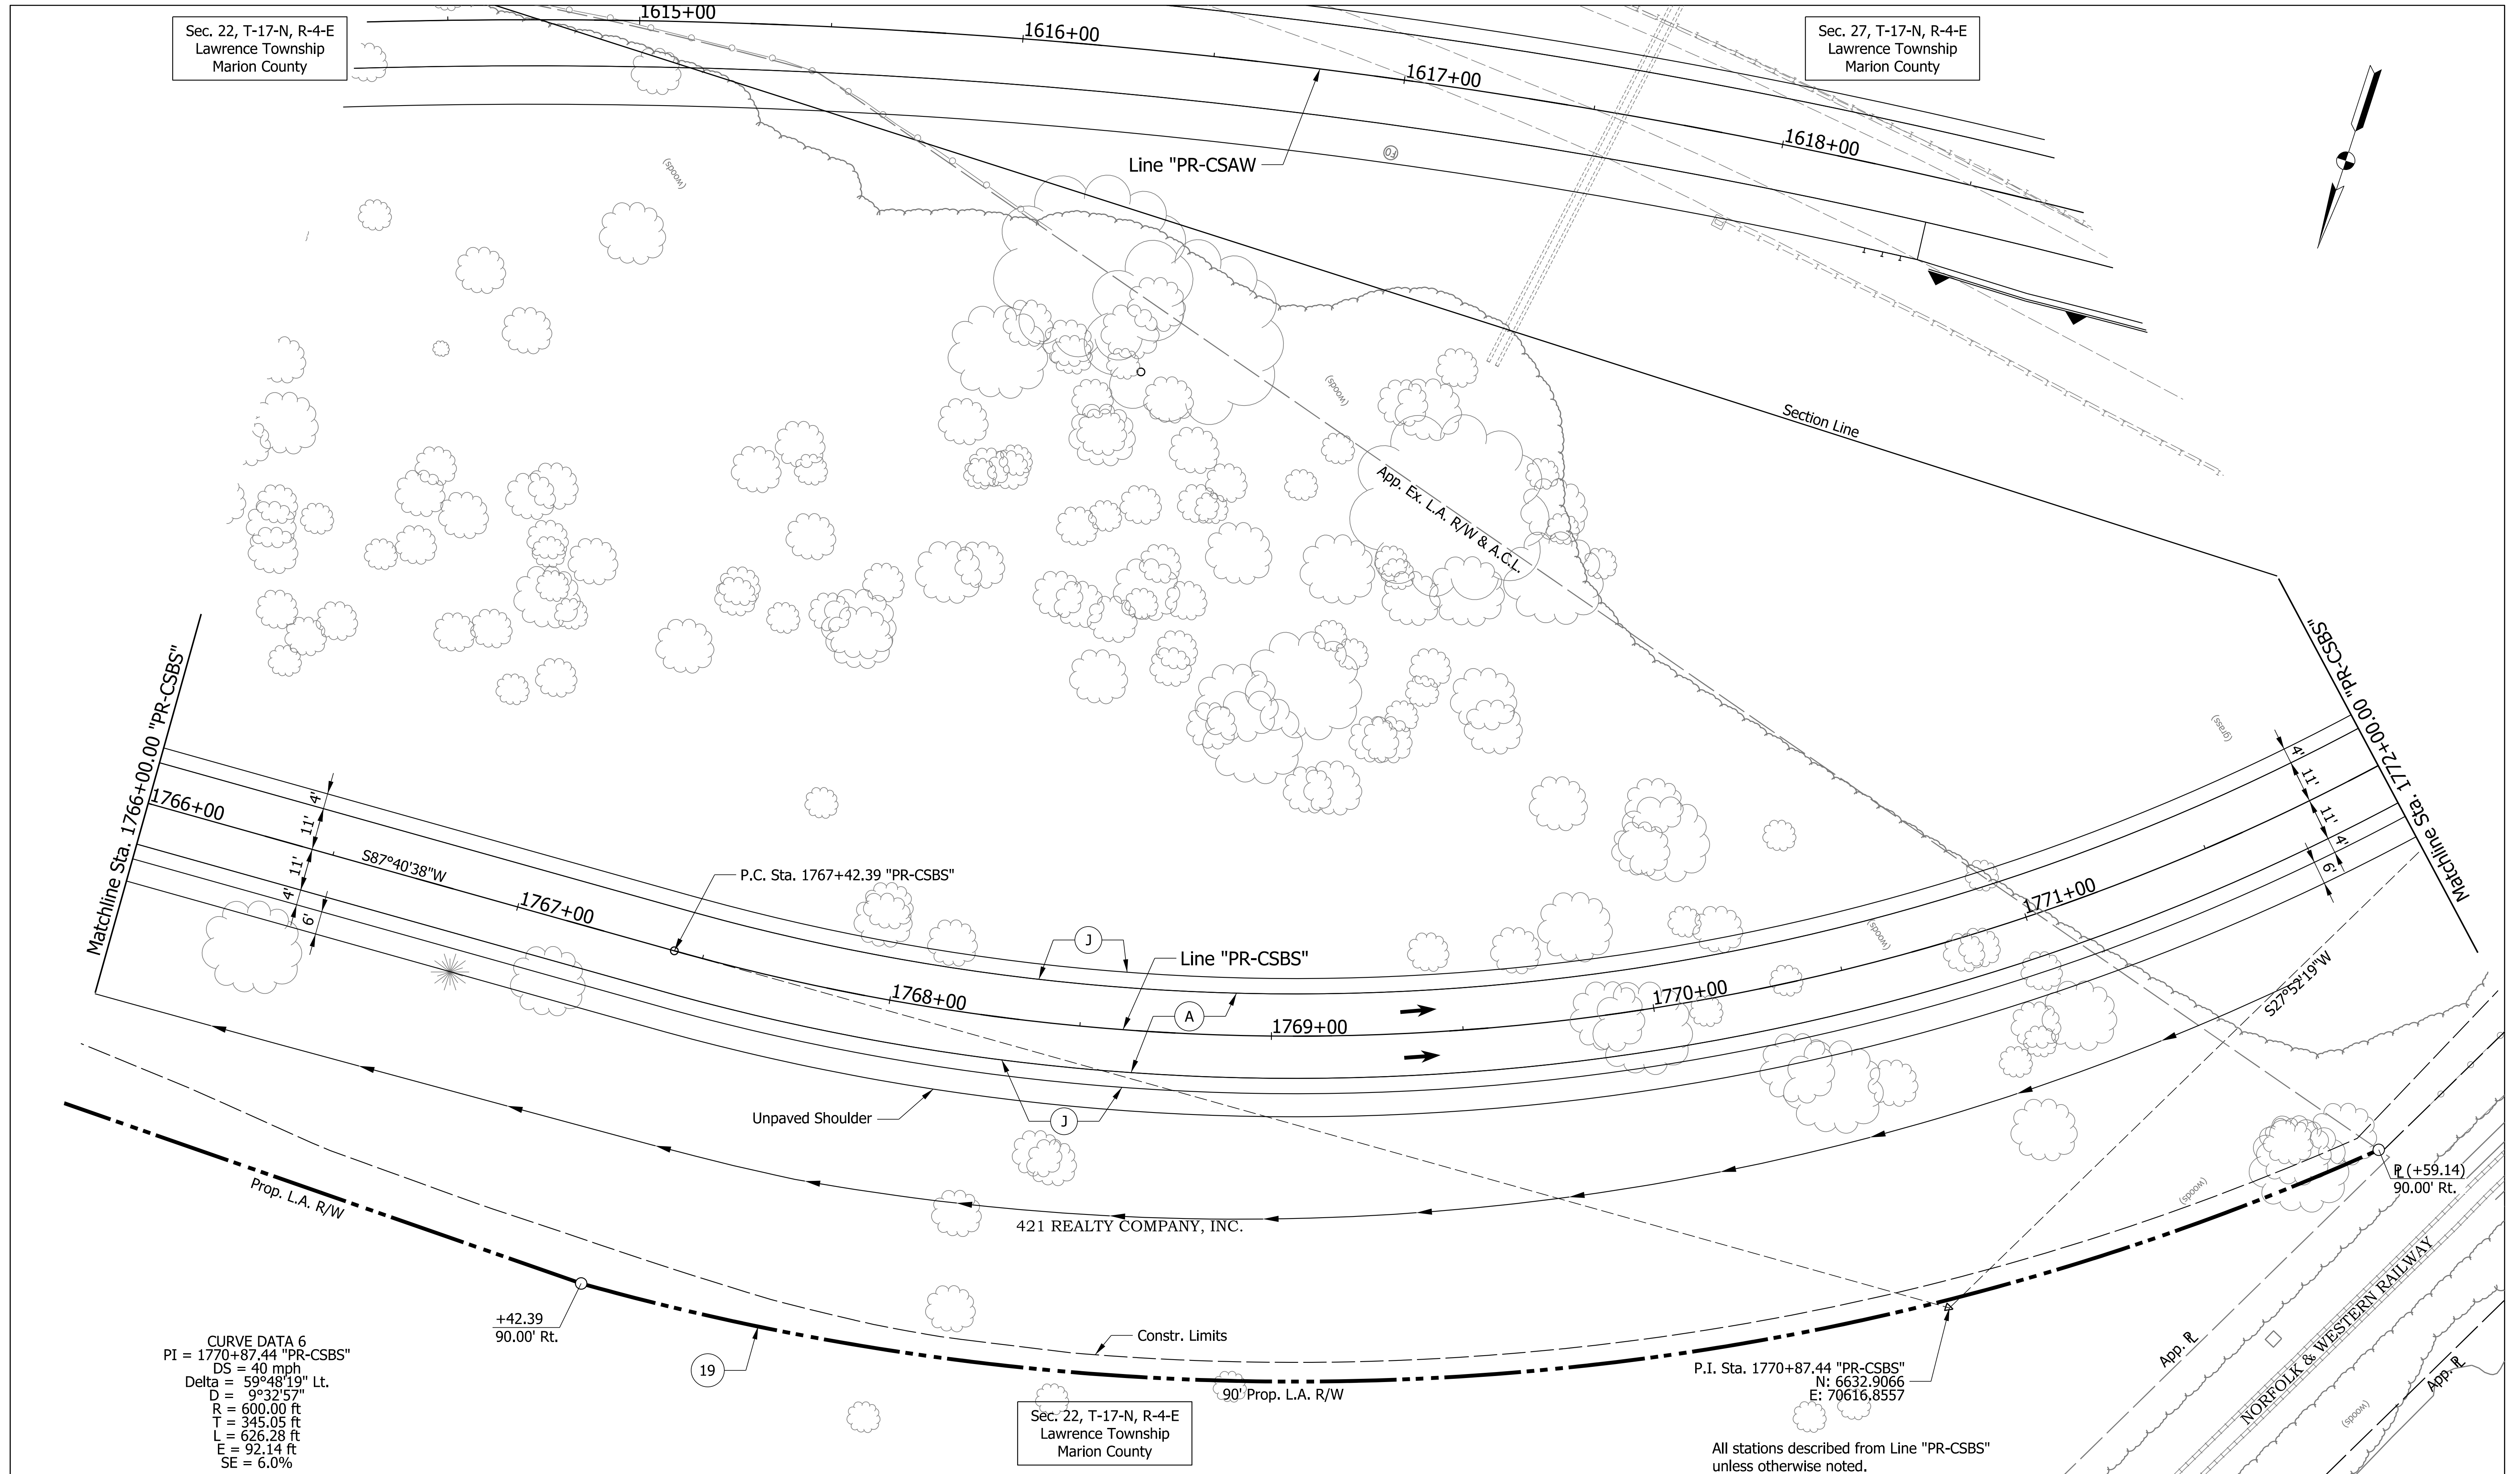 Sec. 22, T-17-N, R-4-E
Lawrence Township
Marion County
1615+00
1616+00
1617+00
1618+00
Sec. 27, T-17-N, R-4-E
Lawrence Township
Marion County
Line "PR-CSAW
FO
(woods)
(woods)
Section Line
App. Ex. L.A. R/W & A.C.L.
Matchline Sta. 1766+00.00 "PR-CSBS"
Matchline Sta. 1772+00.00 "PR-CSBS"
(grass)
4'
11'
11'
4'
6'
4'
11'
11'
4'
6'
1766+00
S87°40'38"W
1767+00
P.C. Sta. 1767+42.39 "PR-CSBS"
1768+00
J
Line "PR-CSBS"
A
1769+00
1770+00
1771+00
(woods)
S27°52'19"W
Unpaved Shoulder
J
421 REALTY COMPANY, INC.
Prop. L.A. R/W
+42.39
90.00' Rt.
19
Constr. Limits
90' Prop. L.A. R/W
PL (+59.14)
90.00' Rt.
(woods)
P.I. Sta. 1770+87.44 "PR-CSBS"
N: 6632.9066
E: 70616.8557
App. PL
NORFOLK & WESTERN RAILWAY
App. PL
(woods)
CURVE DATA 6
PI = 1770+87.44 "PR-CSBS"
DS = 40 mph
Delta = 59°48'19" Lt.
D = 9°32'57"
R = 600.00 ft
T = 345.05 ft
L = 626.28 ft
E = 92.14 ft
SE = 6.0%
Sec. 22, T-17-N, R-4-E
Lawrence Township
Marion County
All stations described from Line "PR-CSBS"
unless otherwise noted.